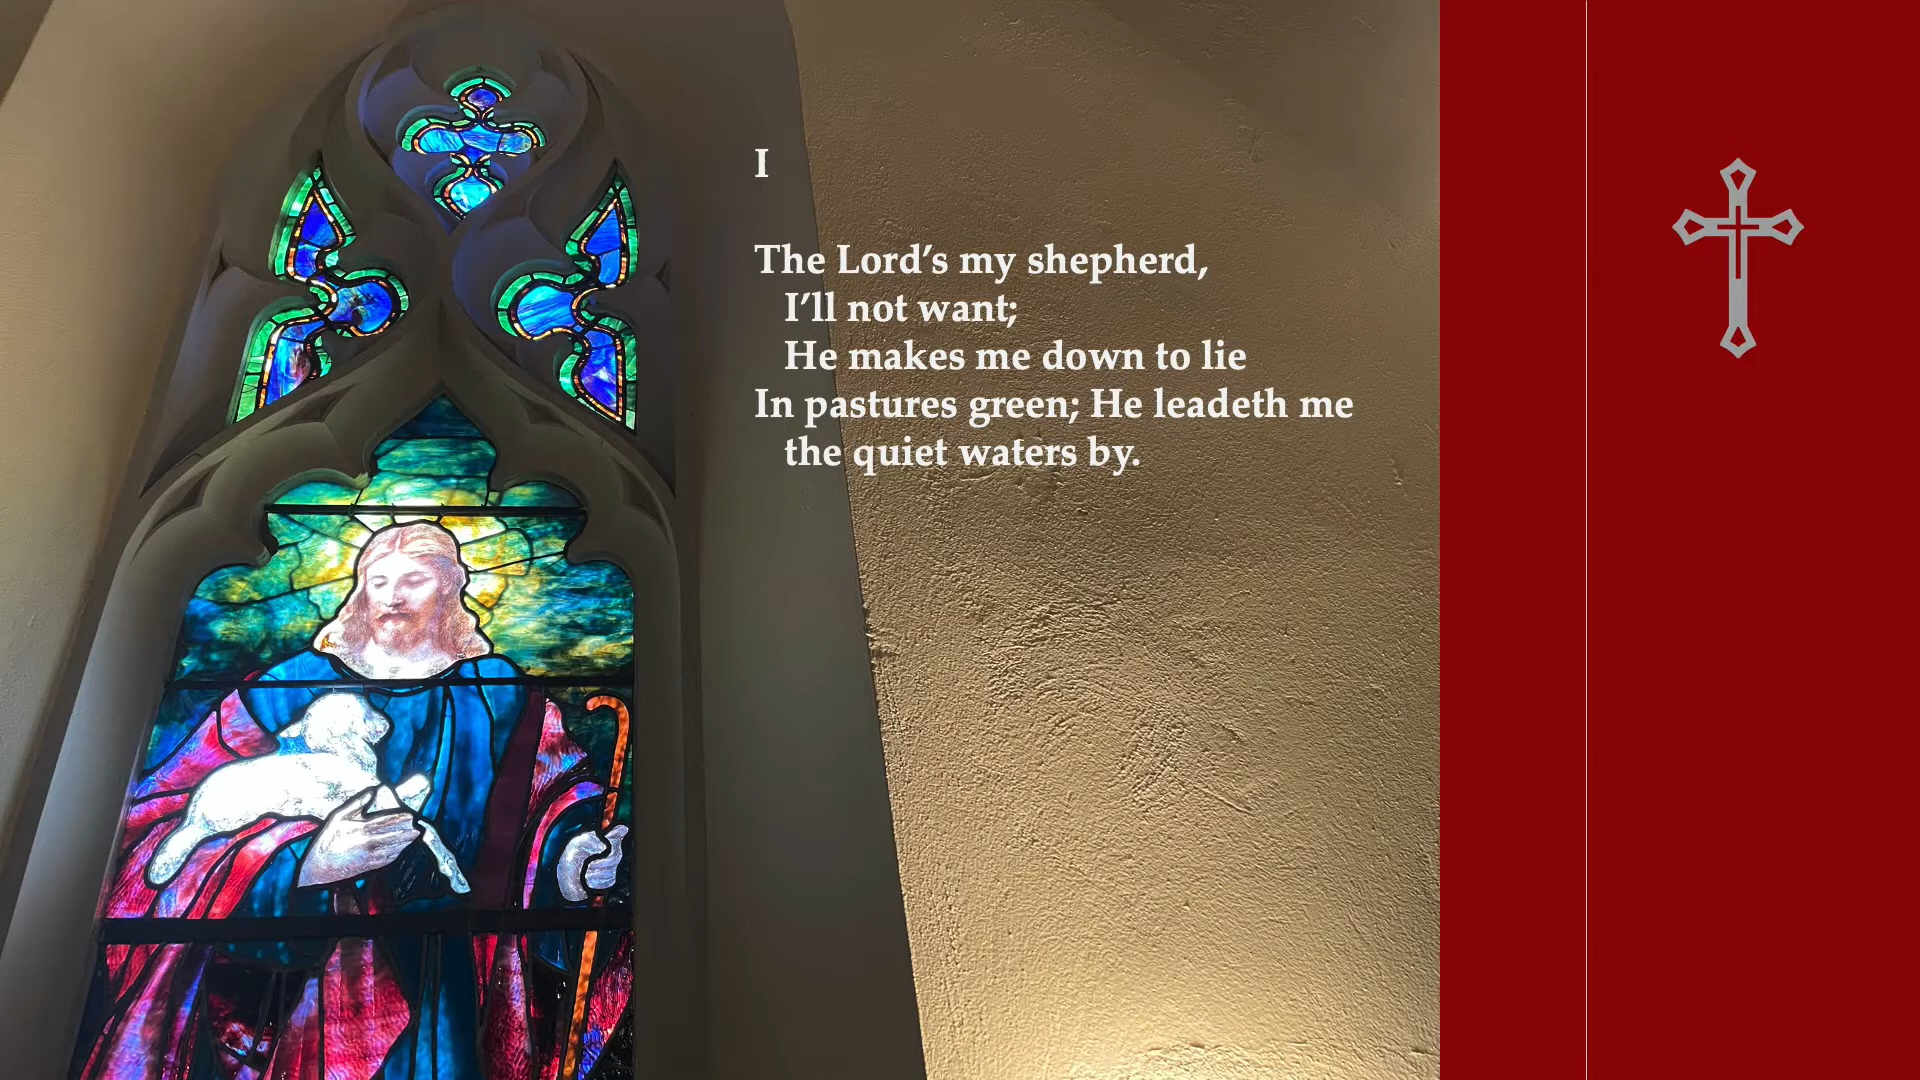 I
The Lord’s my shepherd,
I’ll not want;
He makes me down to lie
In pastures green; He leadeth me
the quiet waters by.